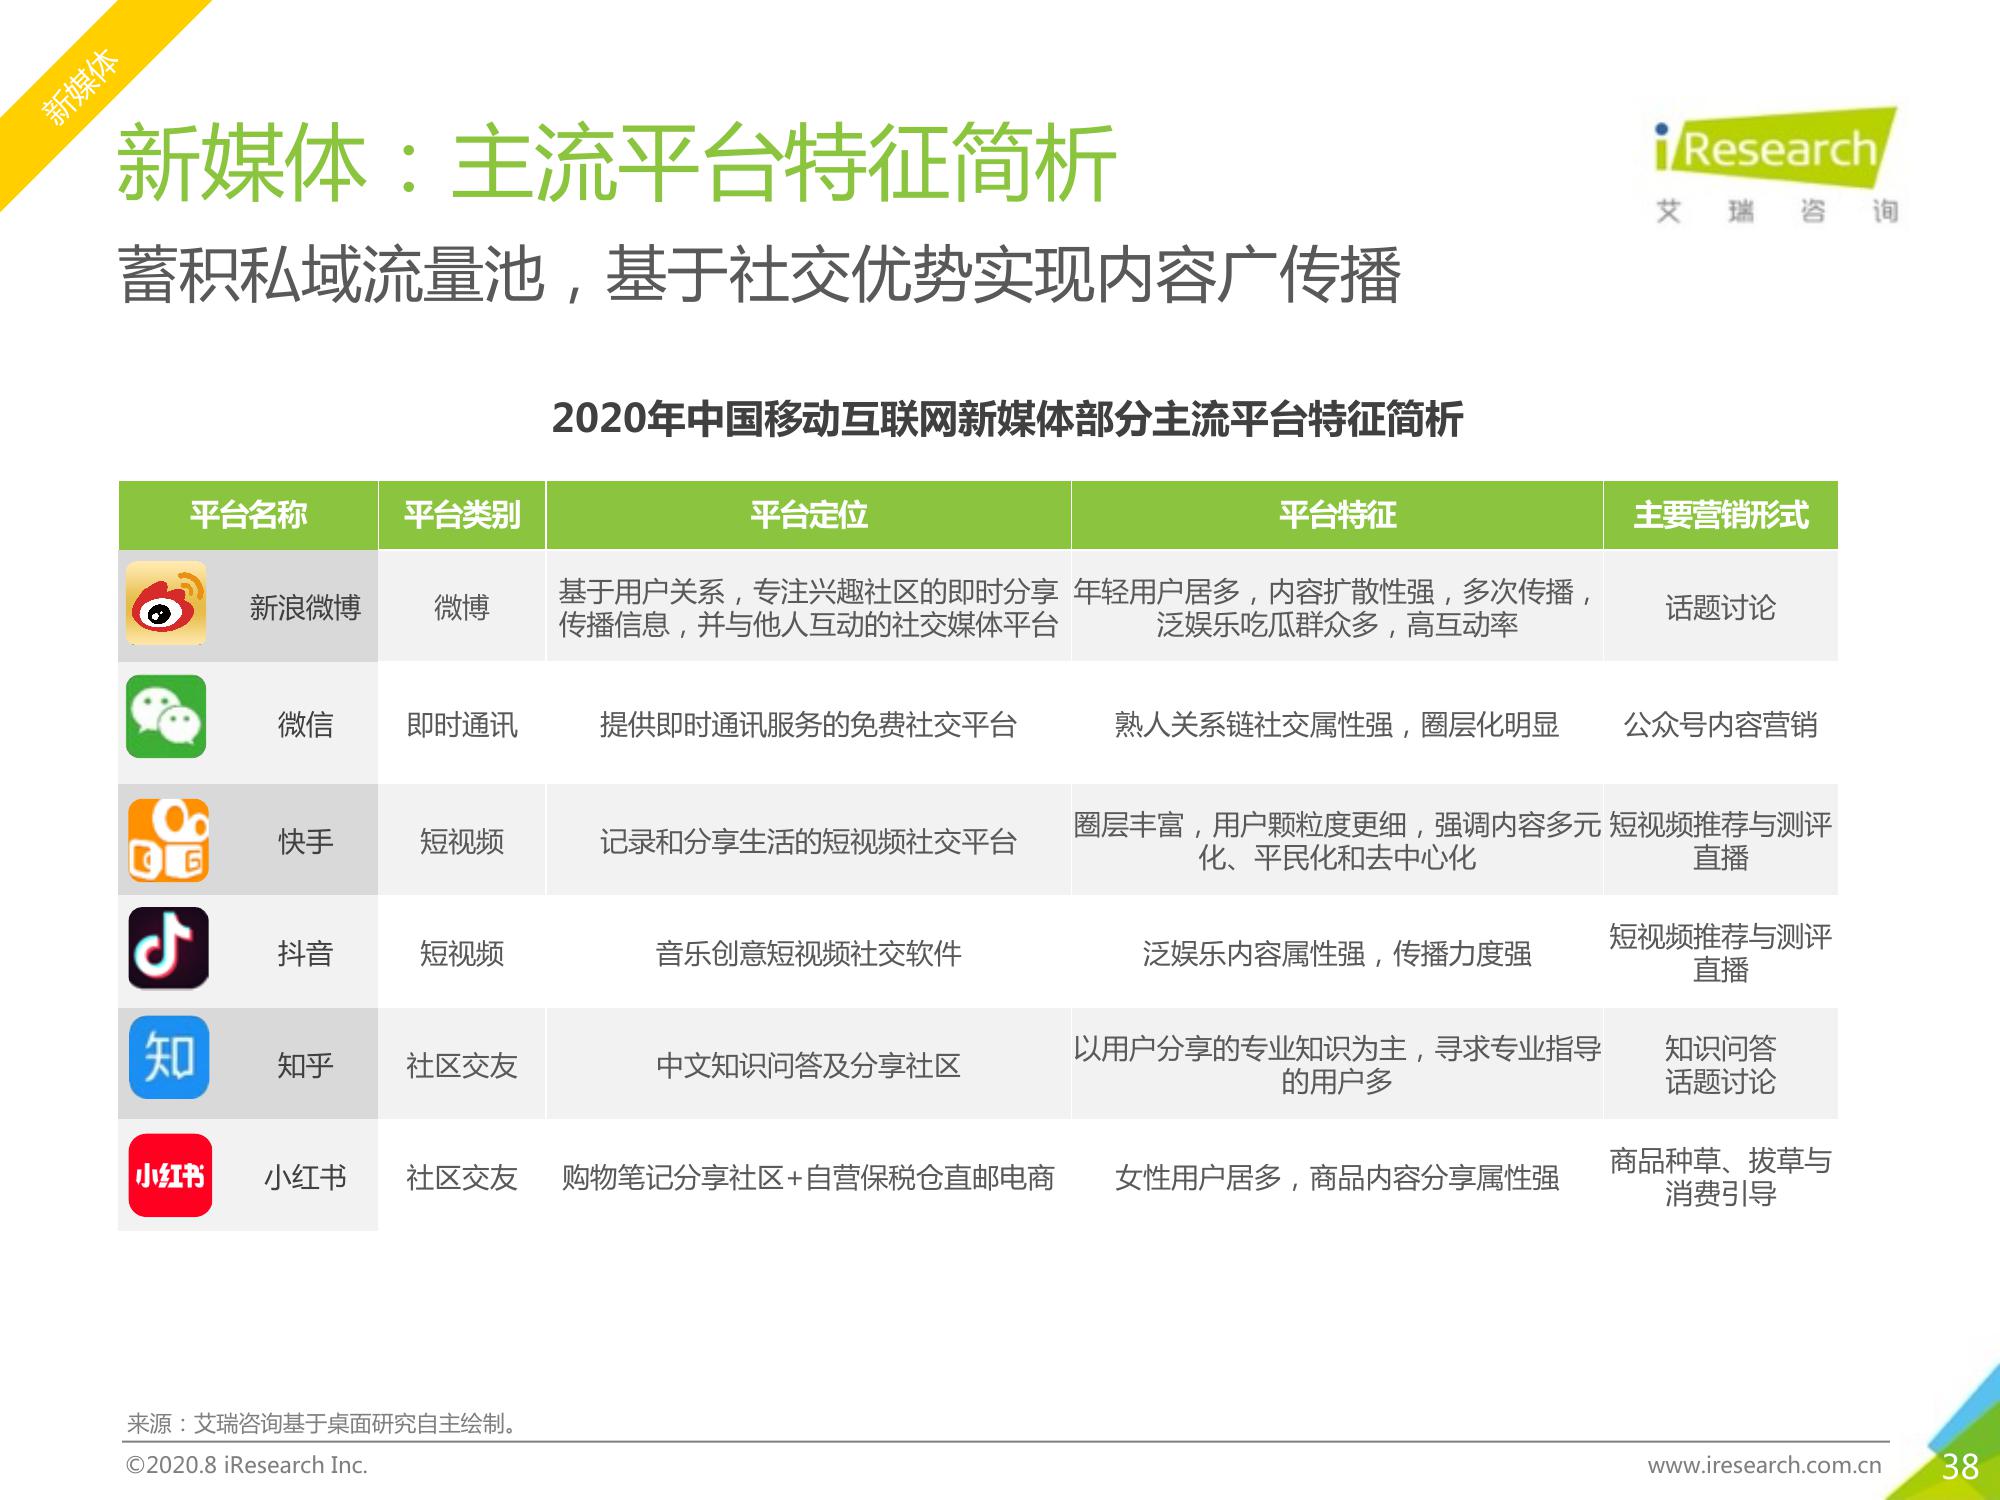 新媒体
新媒体：主流平台特征简析
iResearch
艾瑞咨询
蓄积私域流量池，基于社交优势实现内容广传播
2020年中国移动互联网新媒体部分主流平台特征简析
平台名称 平台类别 平台定位 平台特征 主要营销形式
新浪微博 微博 基于用户关系，专注兴趣社区的即时分享
传播信息，并与他人互动的社交媒体平台
年轻用户居多，内容扩散性强，多次传播，
泛娱乐吃瓜群众多，高互动率
话题讨论
微信 即时通讯 提供即时通讯服务的免费社交平台 熟人关系链社交属性强，圈层化明显 公众号内容营销
快手 短视频 记录和分享生活的短视频社交平台
圈层丰富，用户颗粒度更细，强调内容多元
化、平民化和去中心化
短视频推荐与测评
直播
抖音 短视频 音乐创意短视频社交软件 泛娱乐内容属性强，传播力度强
短视频推荐与测评
直播
知
知乎 社区交友 中文知识问答及分享社区
以用户分享的专业知识为主，寻求专业指导
的用户多
知识问答
话题讨论
小红书
小红书 社区交友 购物笔记分享社区+自营保税仓直邮电商 女性用户居多，商品内容分享属性强
商品种草、拔草与
消费引导
来源：艾瑞咨询基于桌面研究自主绘制。
©2020.8 iResearch Inc.
www.iresearch.com.cn
38